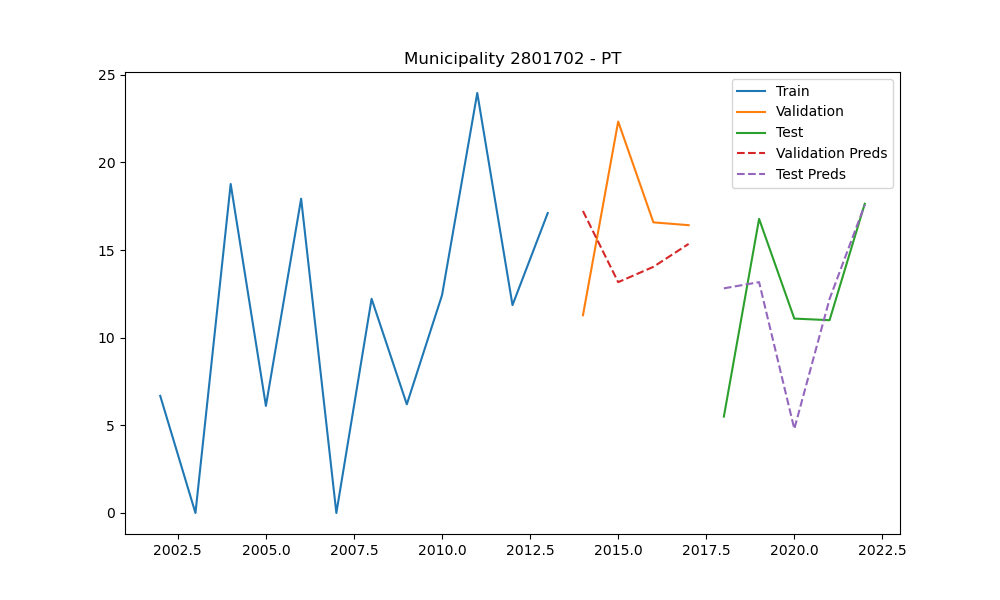 Municipality 2801702 - PT
25
20
15
10
5
0
Train
Validation
Test
Validation Preds
Test Preds
2002.5 2005.0 2007.5 2010.0 2012.5 2015.0 2017.5 2020.0 2022.5